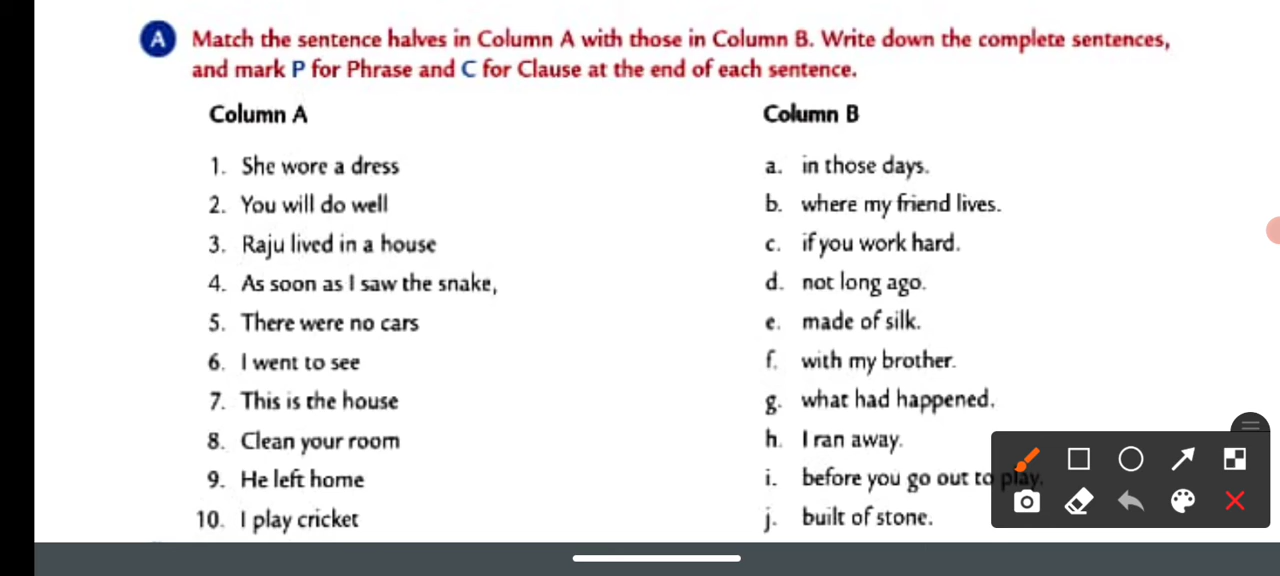 A Match the sentence halves in Column A with those in Column B. Write down the complete sentences,
and mark P for Phrase and C for Clause at the end of each sentence.
Column A Column B
1. She wore a dress a. in those days.
2. You will do well b. where my friend lives.
3. Raju lived in a house c. if you work hard.
4. As soon as I saw the snake, d. not long ago.
5. There were no cars e. made of silk.
6. I went to see f. with my brother.
7. This is the house g. what had happened.
8. Clean your room h. I ran away.
9. He left home i. before you go out to play.
10. I play cricket j. built of stone.